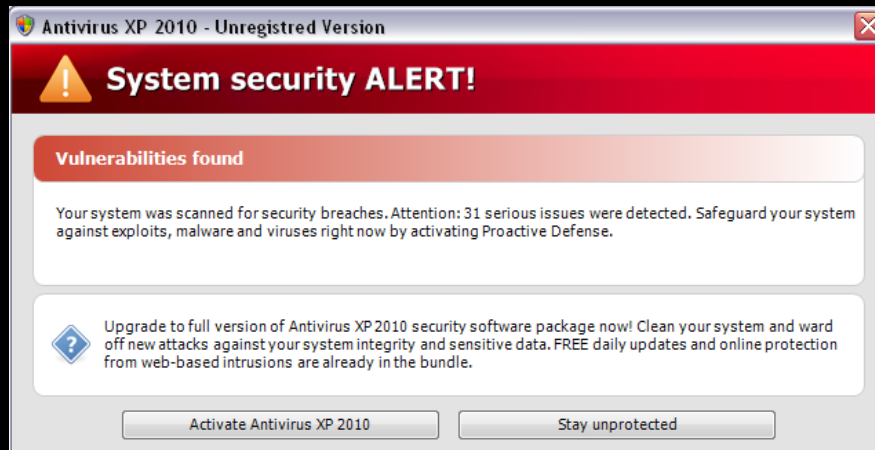 Antivirus XP 2010 - Unregistred Version
System security ALERT!
Vulnerabilities found
Your system was scanned for security breaches. Attention: 31 serious issues were detected. Safeguard your system
against exploits, malware and viruses right now by activating Proactive Defense.
Upgrade to full version of Antivirus XP 2010 security software package now! Clean your system and ward
off new attacks against your system integrity and sensitive data. FREE daily updates and online protection
from web-based intrusions are already in the bundle.
Activate Antivirus XP 2010
Stay unprotected